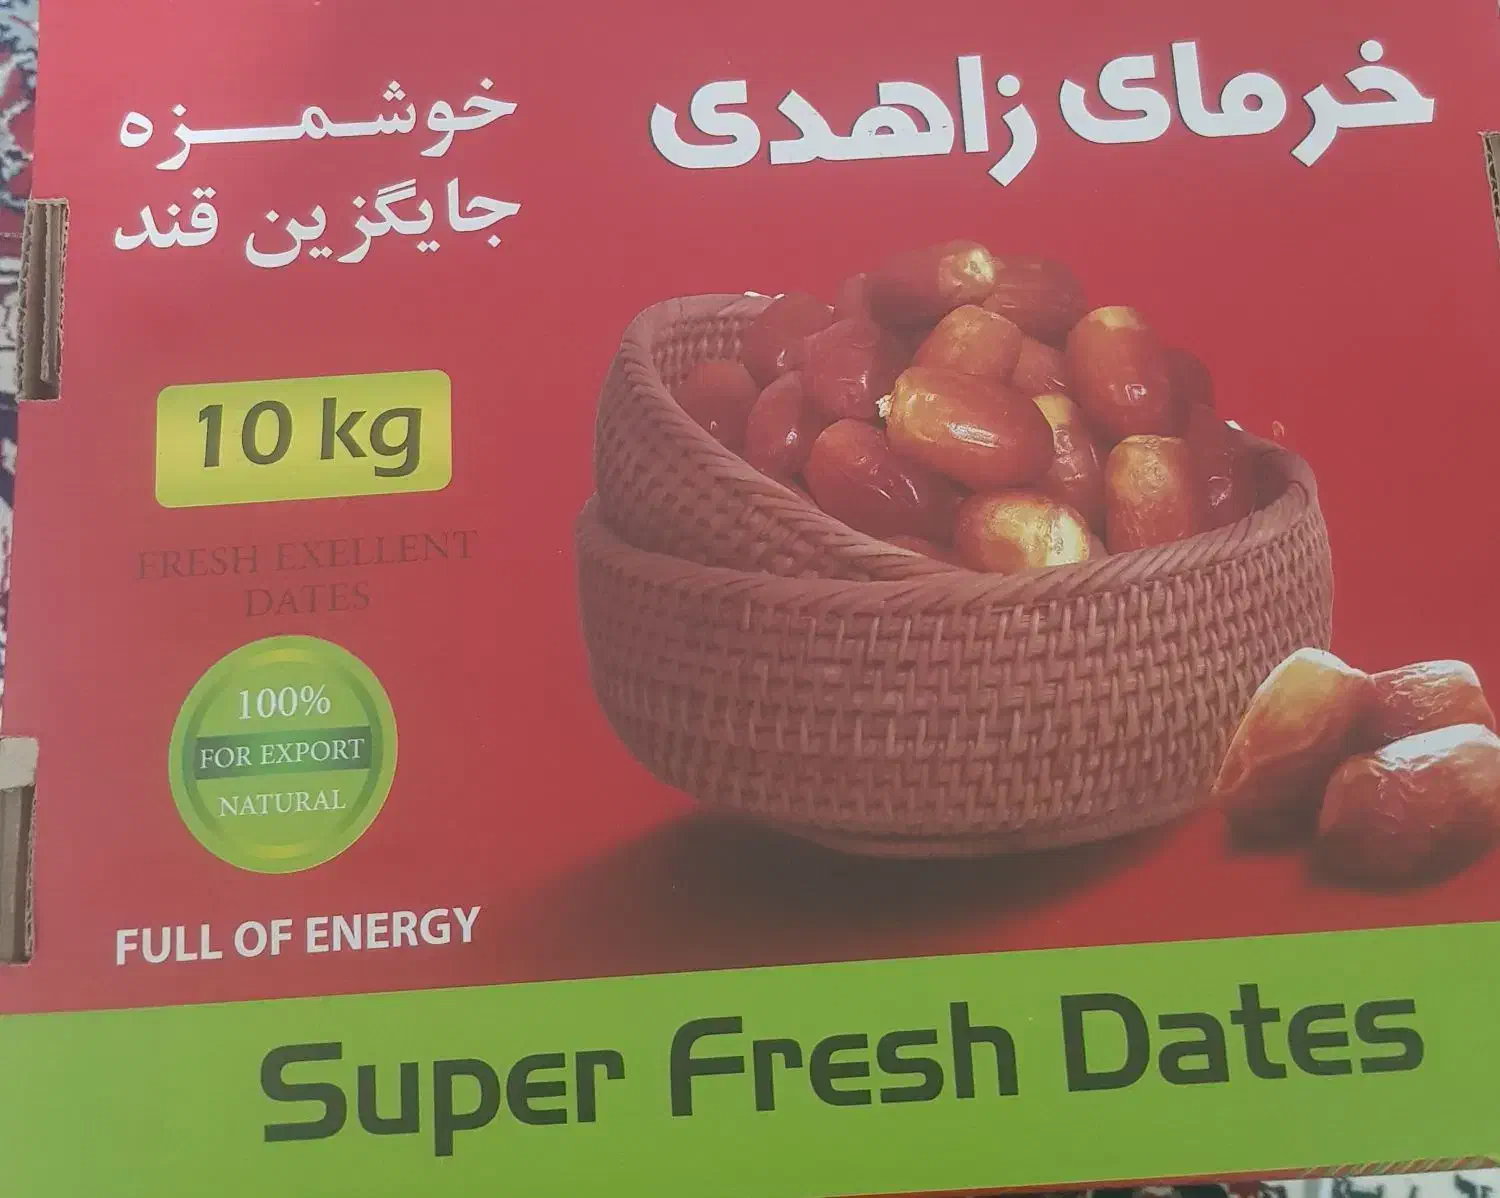 خرمای زاهدی
خوشمزه
جایگزین قند
10 kg
FRESH EXELLENT
DATES
100%
FOR EXPORT
NATURAL
FULL OF ENERGY
Super Fresh Dates